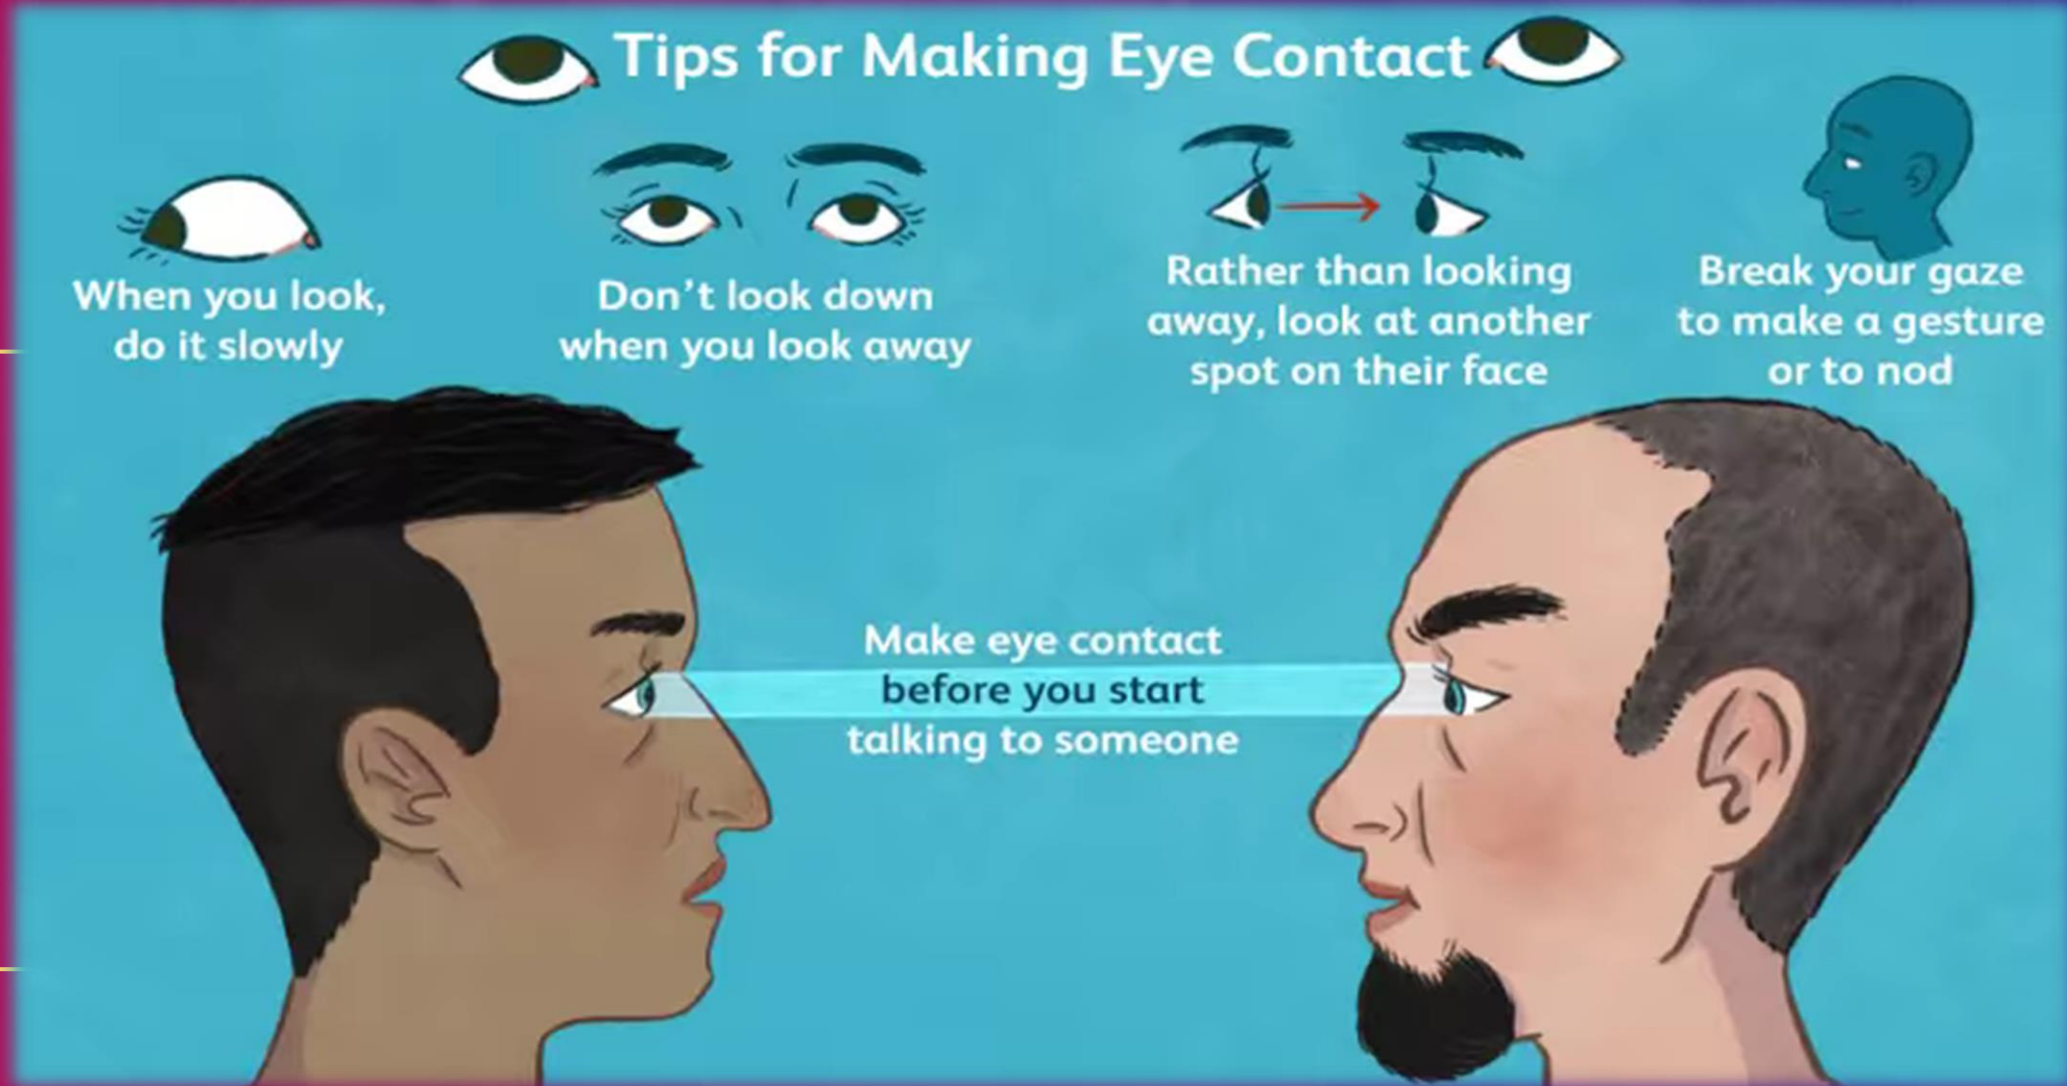 Tips for Making Eye Contact
When you look,
do it slowly
Don't look down
when you look away
Rather than looking
away, look at another
spot on their face
Break your gaze
to make a gesture
or to nod
Make eye contact
before you start
talking to someone